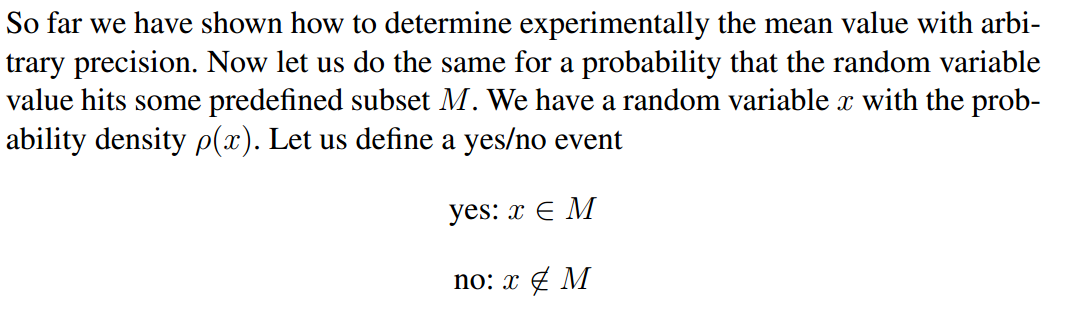 So far we have shown how to determine experimentally the mean value with arbi-
trary precision. Now let us do the same for a probability that the random variable
value hits some predefined subset M. We have a random variable x with the prob-
ability density ρ(x). Let us define a yes/no event
yes: x ∈ M
no: x ∉ M